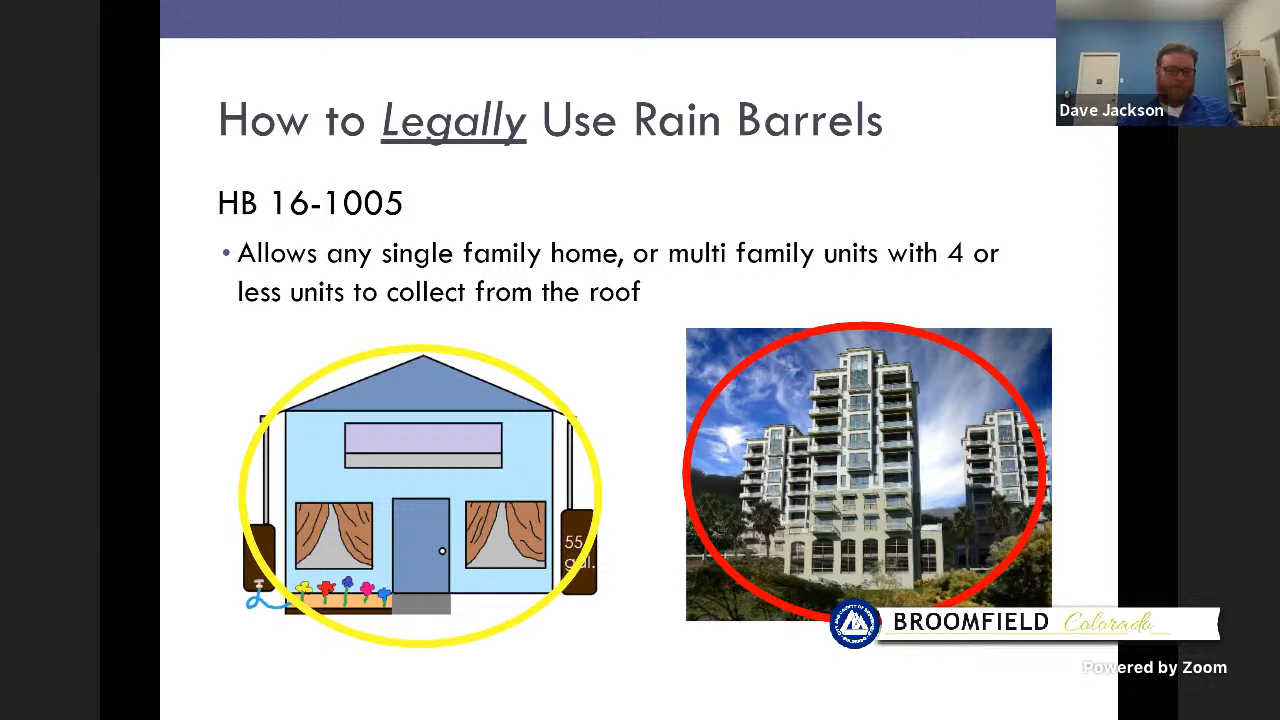 How to Legally Use Rain Barrels
Dave Jackson
HB 16-1005
• Allows any single family home, or multi family units with 4 or
less units to collect from the roof
55
gal.
BROOMFIELD Colorado
Powered by Zoom